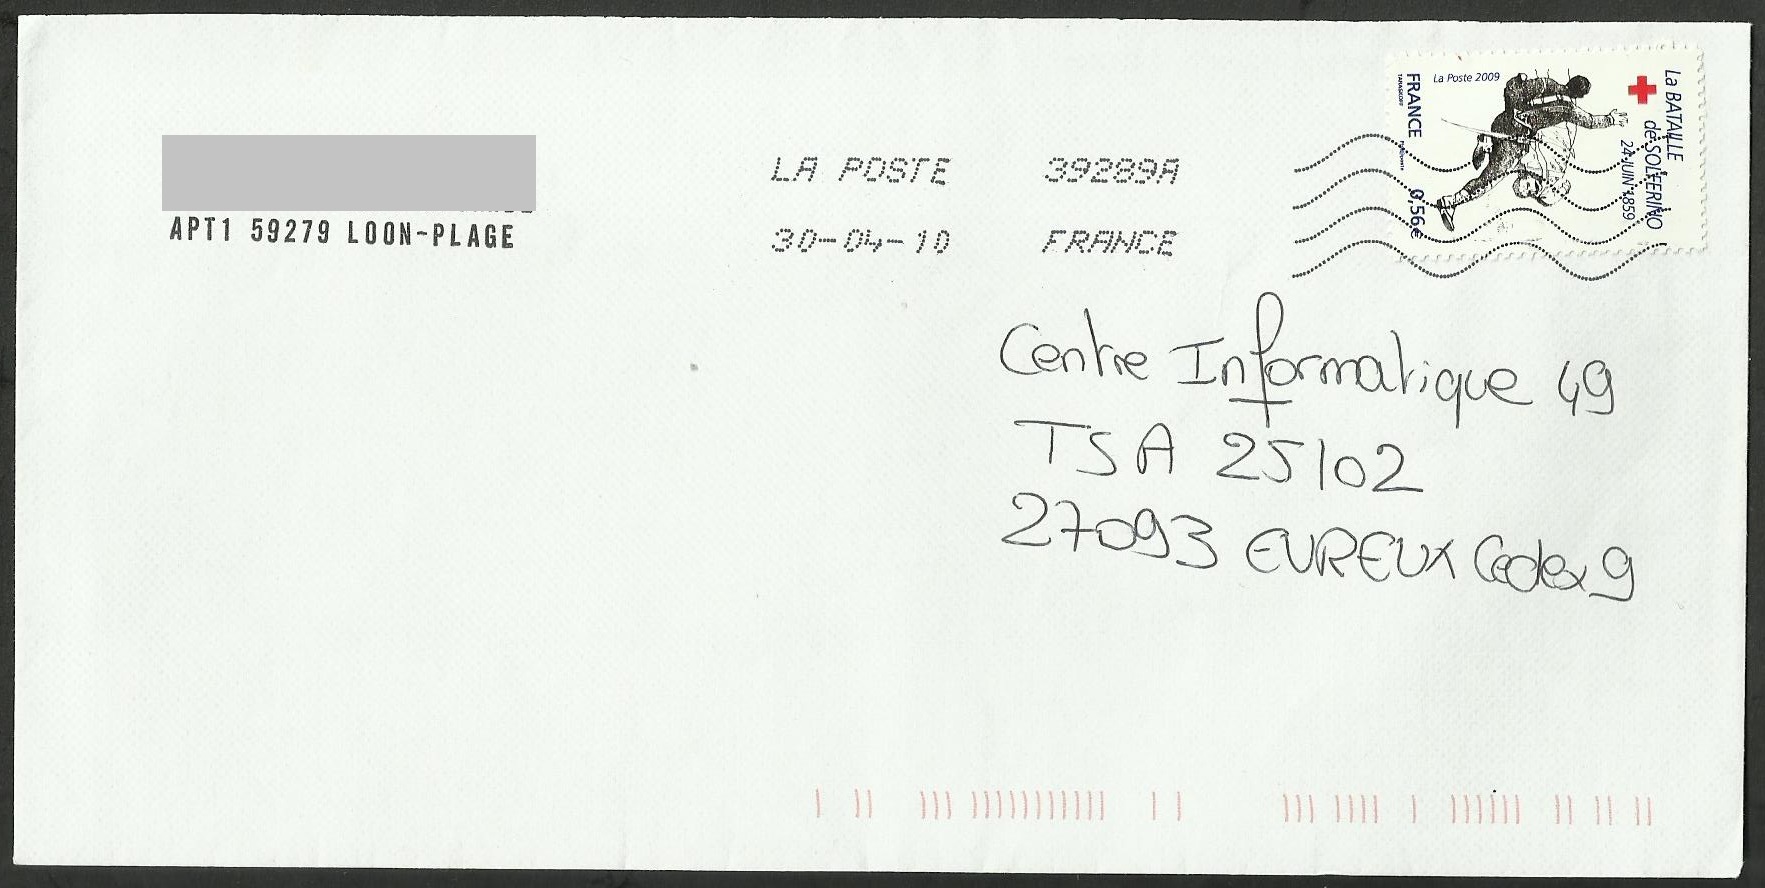 APT1 59279 LOON-PLAGE
LA POSTE 39289A
30-04-10 FRANCE
La BATAILLE
de SOLFERINO
24 JUIN 1859
La Poste 2009
FRANCE 0,56€
Centre Informatique 49
TSA 25102
27093 EVREUX Cedex 9